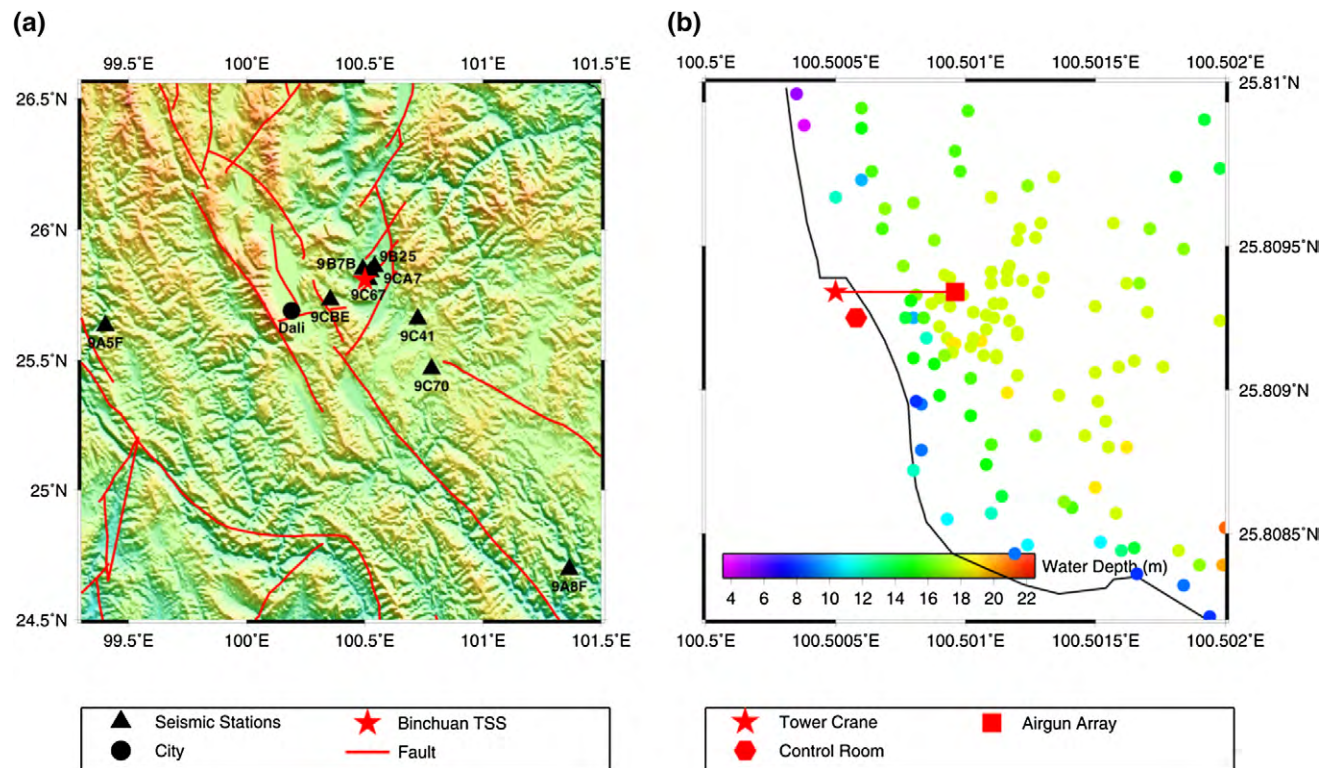 (a)
(b)
99.5˚E 100˚E 100.5˚E 101˚E 101.5˚E
100.5˚E 100.5005˚E 100.501˚E 100.5015˚E 100.502˚E
26.5˚N
26˚N
25.5˚N
25˚N
24.5˚N
9B7B
9B25
9CA7
9C67
9CBE
Dali
9A5F
9C41
9C70
9A8F
99.5˚E 100˚E 100.5˚E 101˚E 101.5˚E
25.81˚N
25.8095˚N
25.809˚N
25.8085˚N
Water Depth (m)
4 6 8 10 12 14 16 18 20 22
100.5˚E 100.5005˚E 100.501˚E 100.5015˚E 100.502˚E
Seismic Stations
Binchuan TSS
City
Fault
Tower Crane
Airgun Array
Control Room